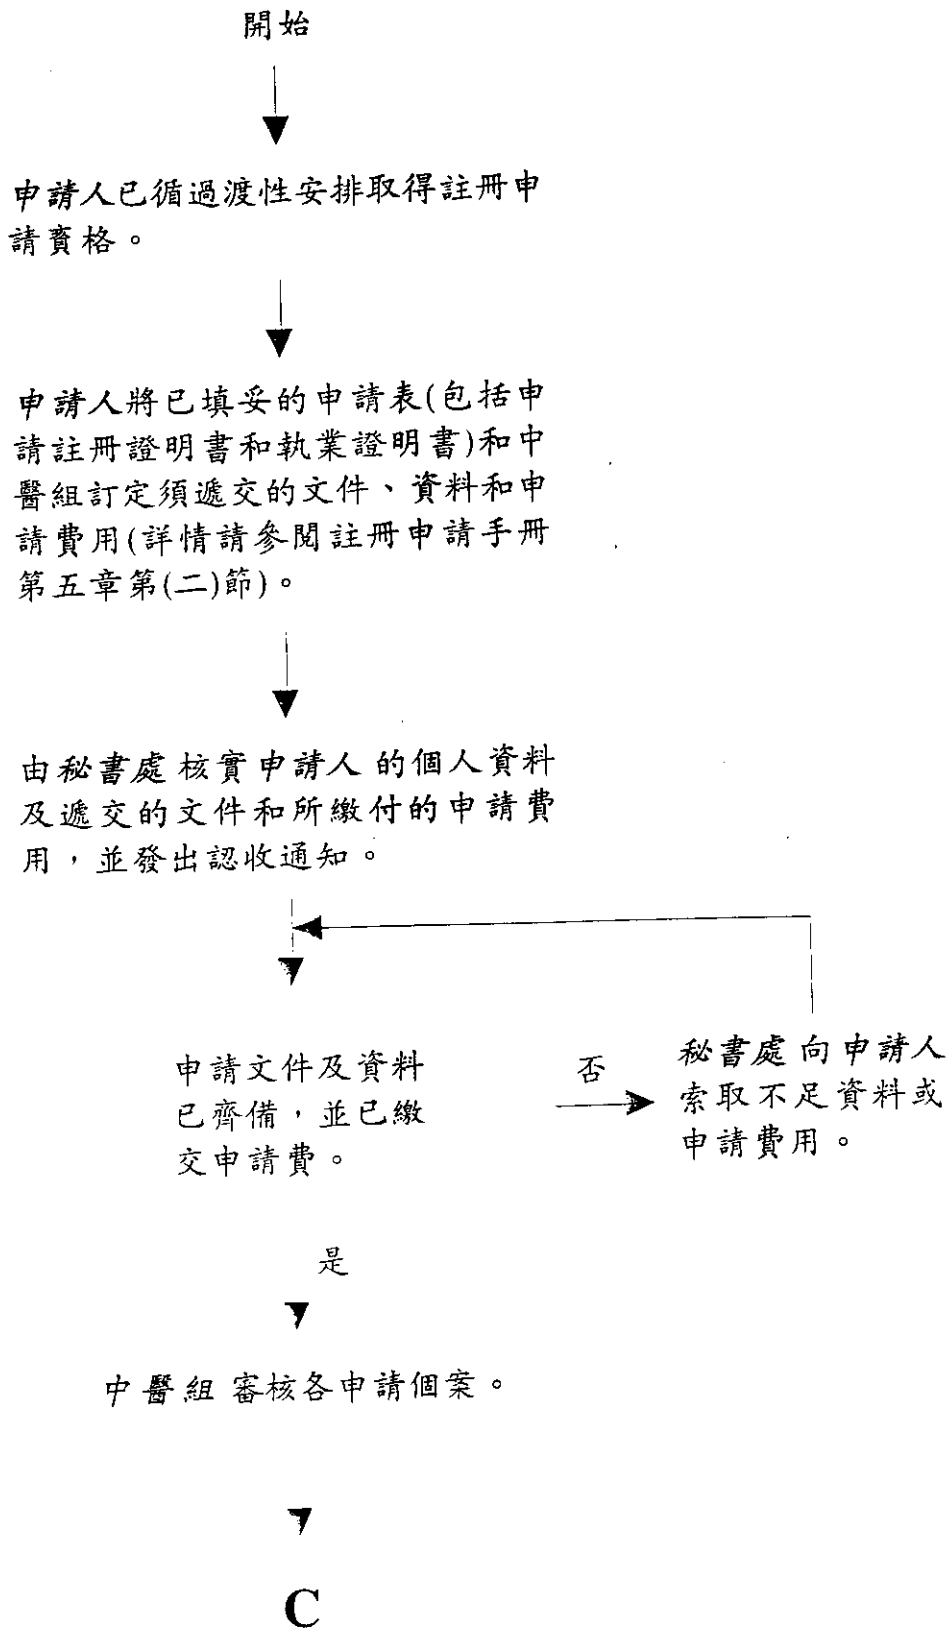 開始
申請人已循過渡性安排取得註冊申
請資格。
申請人將已填妥的申請表(包括申
請註冊證明書和執業證明書)和中
醫組訂定須遞交的文件、資料和申
請費用(詳情請參閱註冊申請手冊
第五章第(二)節)。
由秘書處核實申請人的個人資料
及遞交的文件和所繳付的申請費
用，並發出認收通知。
申請文件及資料
已齊備，並已繳
交申請費。
否
秘書處向申請人
索取不足資料或
申請費用。
是
中醫組審核各申請個案。
C